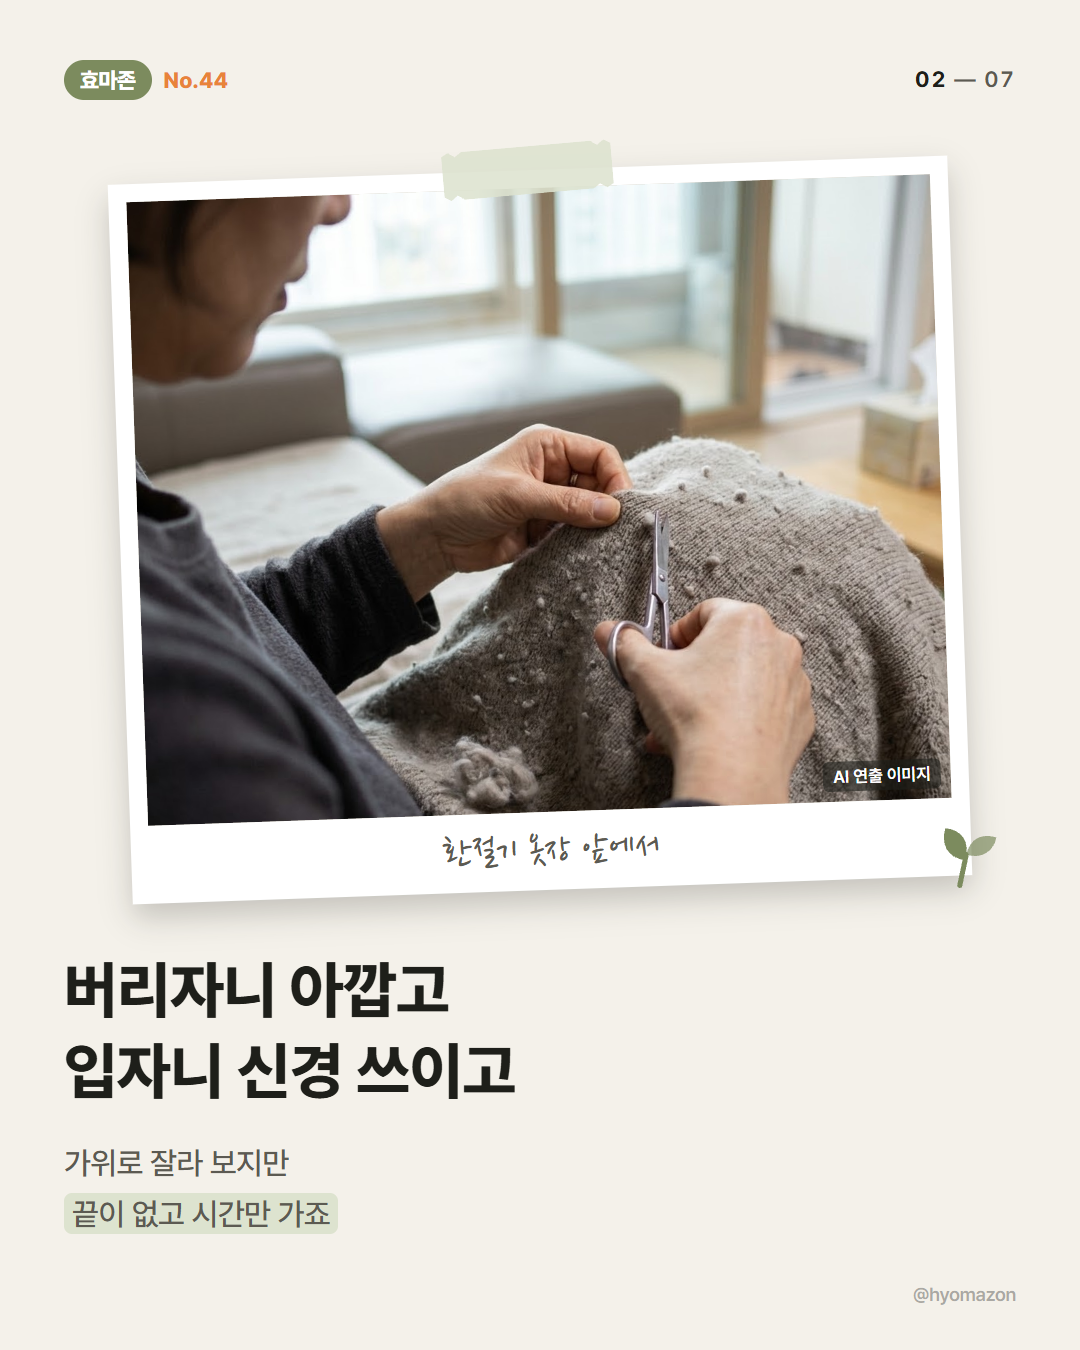 효마존 No.44
02 — 07
AI 연출 이미지
환절기 옷장 앞에서
버리자니 아깝고
입자니 신경 쓰이고
가위로 잘라 보지만
끝이 없고 시간만 가죠
@hyomazon